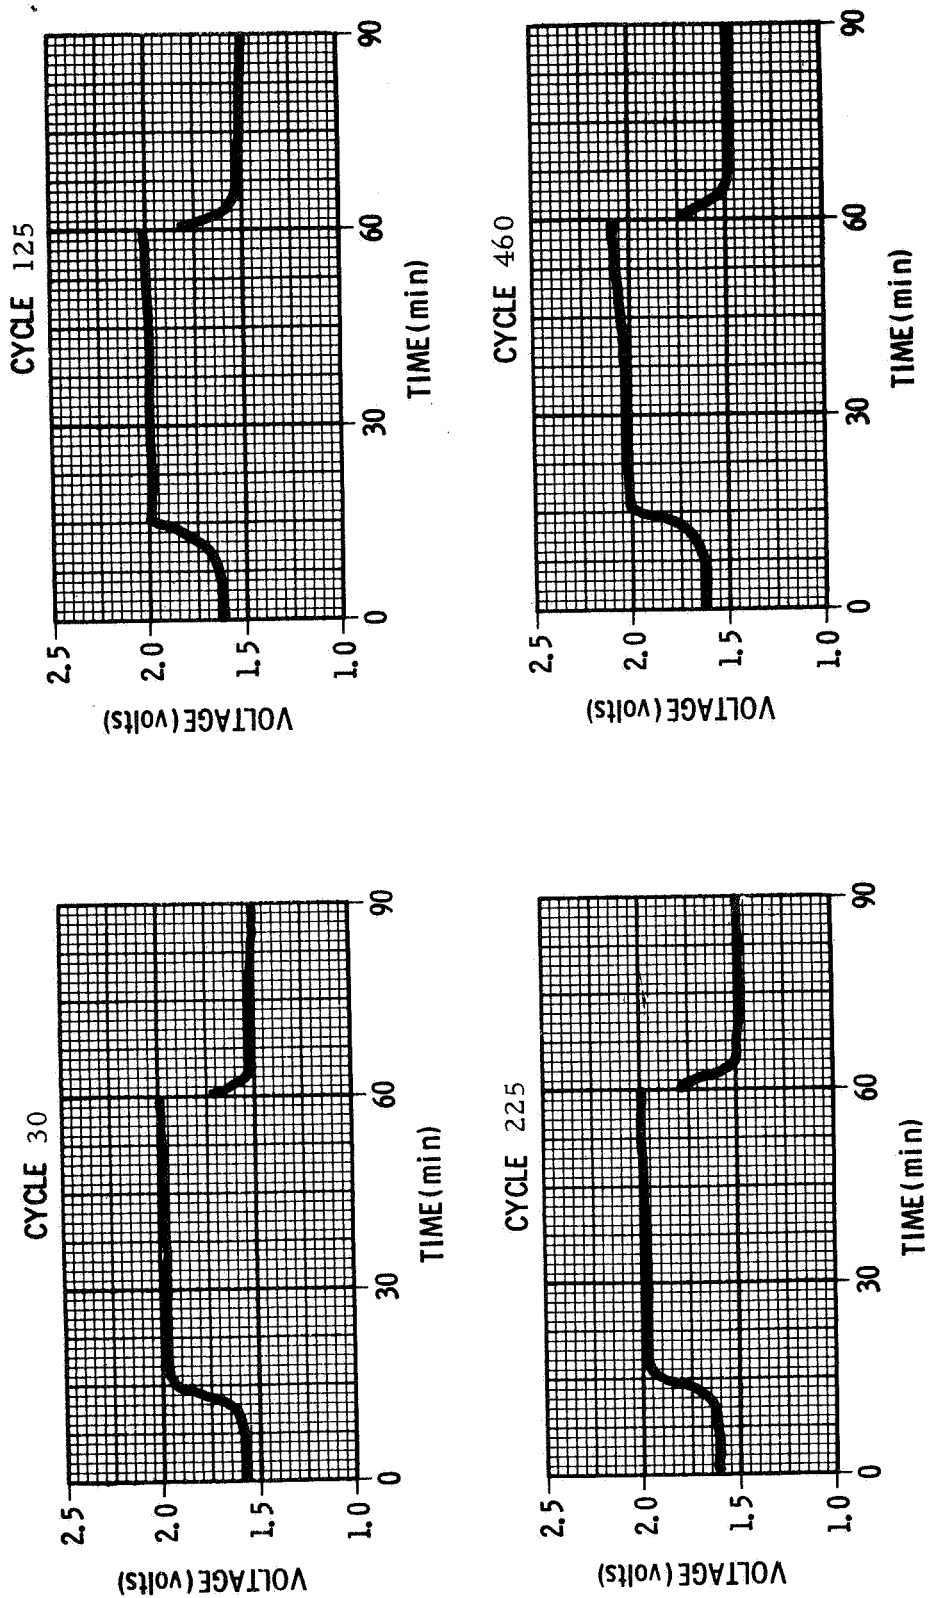 CYCLE 30
2.5
2.0
1.5
1.0
VOLTAGE (volts)
0
30
60
90
TIME (min)
CYCLE 125
2.5
2.0
1.5
1.0
VOLTAGE (volts)
0
30
60
90
TIME (min)
CYCLE 225
2.5
2.0
1.5
1.0
VOLTAGE (volts)
0
30
60
90
TIME (min)
CYCLE 460
2.5
2.0
1.5
1.0
VOLTAGE (volts)
0
30
60
90
TIME (min)